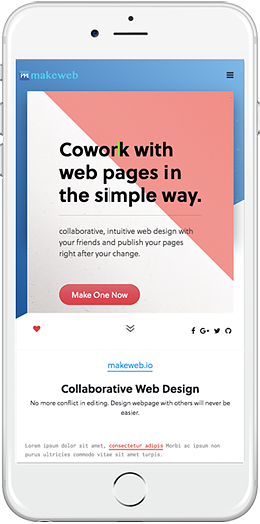 makeweb
Cowork with
web pages in
the simple way.
collaborative, intuitive web design with
your friends and publish your pages
right after your change.
Make One Now
makeweb.io
Collaborative Web Design
No more conflict in editing. Design webpage with others will never be
easier.
Lorem ipsum dolor sit amet, consectetur adipis Morbi ac ipsum non
purus ultricies commodo vitae sit amet turpis.